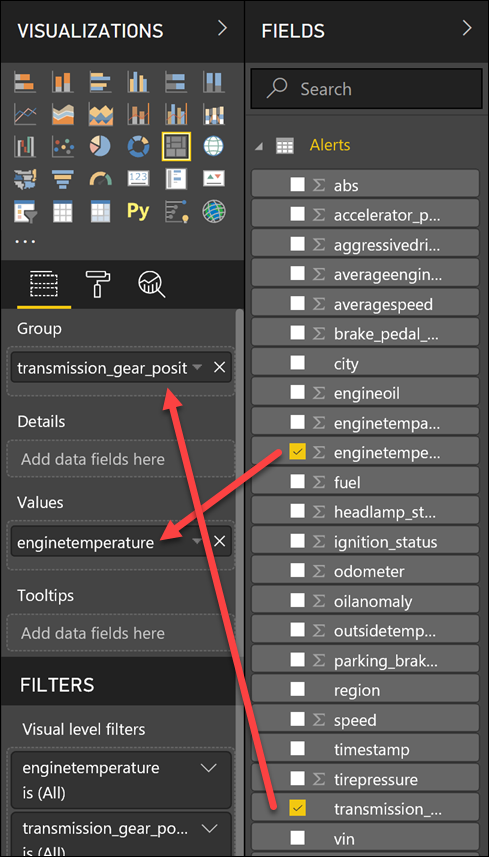 VISUALIZATIONS
123
Py
...
Group
transmission_gear_posit
Details
Add data fields here
Values
enginetemperature
Tooltips
Add data fields here
FILTERS
Visual level filters
enginetemperature
is (All)
transmission_gear_po...
is (All)
FIELDS
Search
Alerts
abs
accelerator_p...
aggressivedri...
averageengin...
averagespeed
brake_pedal_...
city
engineoil
enginetempa...
enginetempe...
fuel
headlamp_st...
ignition_status
odometer
oilanomaly
outsidetemp...
parking_brak...
region
speed
timestamp
tirepressure
transmission_...
vin